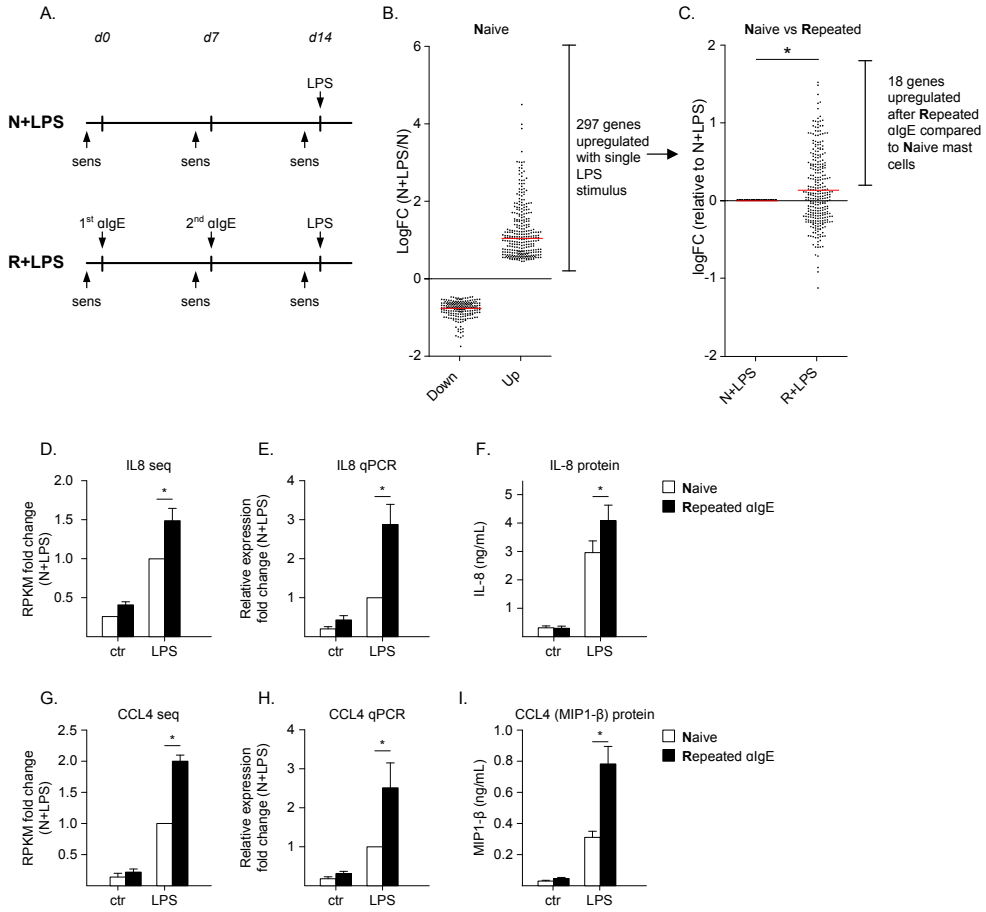 A.
d0
d7
d14
LPS
N+LPS
sens
sens
sens
1st αIgE
2nd αIgE
LPS
R+LPS
sens
sens
sens
B.
Naive
LogFC (N+LPS/N)
6
4
2
0
-2
Down
Up
297 genes
upregulated
with single
LPS
stimulus
C.
Naive vs Repeated
*
logFC (relative to N+LPS)
2
1
0
-1
-2
N+LPS
R+LPS
18 genes
upregulated
after Repeated
αIgE compared
to Naive mast
cells
D.
IL8 seq
RPKM fold change
(N+LPS)
2.0
1.5
1.0
0.5
*
ctr
LPS
E.
IL8 qPCR
Relative expression
fold change (N+LPS)
4
3
2
1
*
ctr
LPS
F.
IL-8 protein
IL-8 (ng/mL)
5
4
3
2
1
*
ctr
LPS
Naive
Repeated αIgE
G.
CCL4 seq
RPKM fold change
(N+LPS)
2.5
2.0
1.5
1.0
0.5
*
ctr
LPS
H.
CCL4 qPCR
Relative expression
fold change (N+LPS)
4
3
2
1
*
ctr
LPS
I.
CCL4 (MIP1-β) protein
MIP1-β (ng/mL)
0.8
0.6
0.4
0.2
*
ctr
LPS
Naive
Repeated αIgE